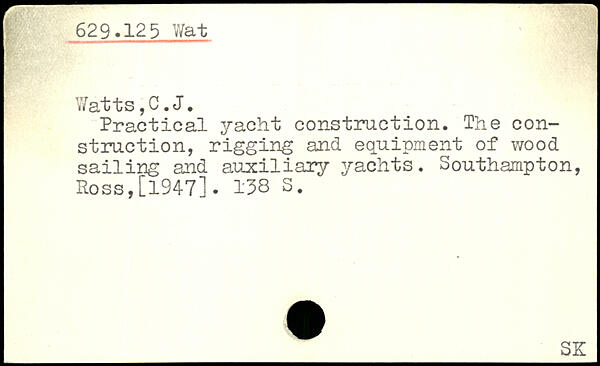 629.125 Wat
Watts,C.J.
Practical yacht construction. The con-
struction, rigging and equipment of wood
sailing and auxiliary yachts. Southampton,
Ross,[1947]. 138 S.
SK